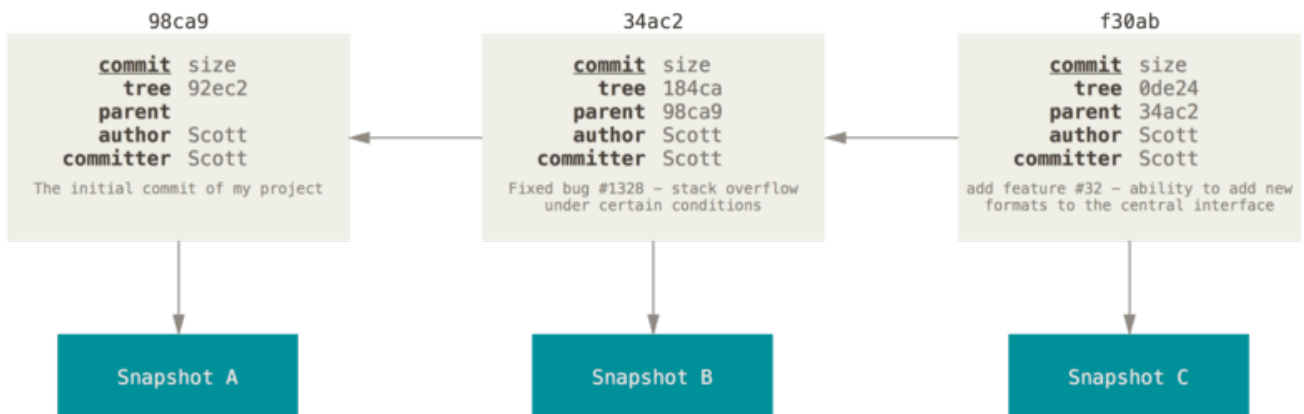 98ca9
commit size
tree 92ec2
parent
author Scott
committer Scott
The initial commit of my project
Snapshot A
34ac2
commit size
tree 184ca
parent 98ca9
author Scott
committer Scott
Fixed bug #1328 – stack overflow
under certain conditions
Snapshot B
f30ab
commit size
tree 0de24
parent 34ac2
author Scott
committer Scott
add feature #32 – ability to add new
formats to the central interface
Snapshot C